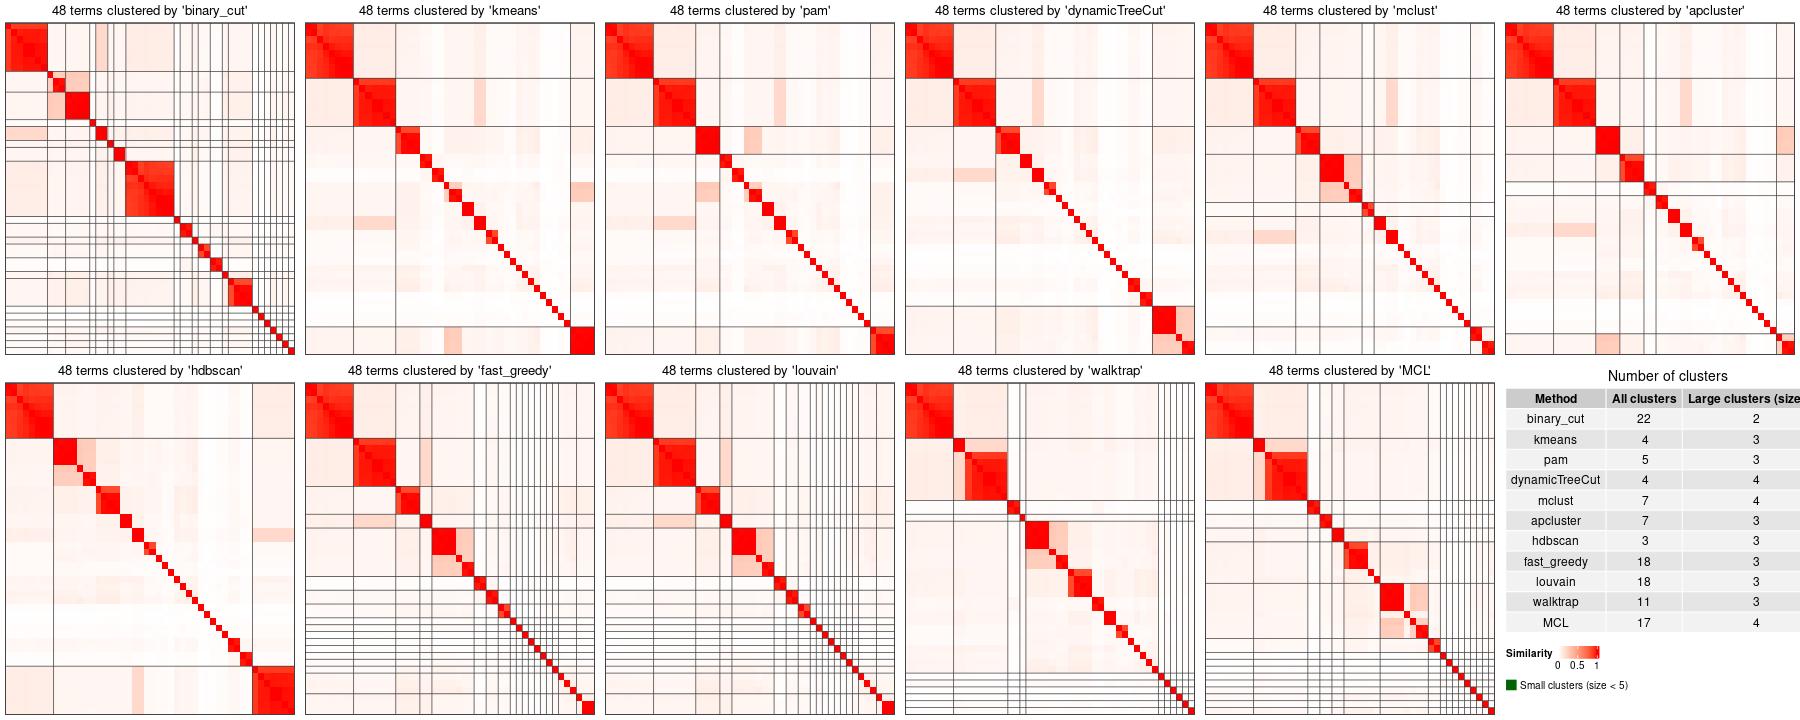 48 terms clustered by 'binary_cut'
48 terms clustered by 'kmeans'
48 terms clustered by 'pam'
48 terms clustered by 'dynamicTreeCut'
48 terms clustered by 'mclust'
48 terms clustered by 'apcluster'
48 terms clustered by 'hdbscan'
48 terms clustered by 'fast_greedy'
48 terms clustered by 'louvain'
48 terms clustered by 'walktrap'
48 terms clustered by 'MCL'
Number of clusters
Method All clusters Large clusters (size
binary_cut 22 2
kmeans 4 3
pam 5 3
dynamicTreeCut 4 4
mclust 7 4
apcluster 7 3
hdbscan 3 3
fast_greedy 18 3
louvain 18 3
walktrap 11 3
MCL 17 4
Similarity
0 0.5 1
Small clusters (size < 5)